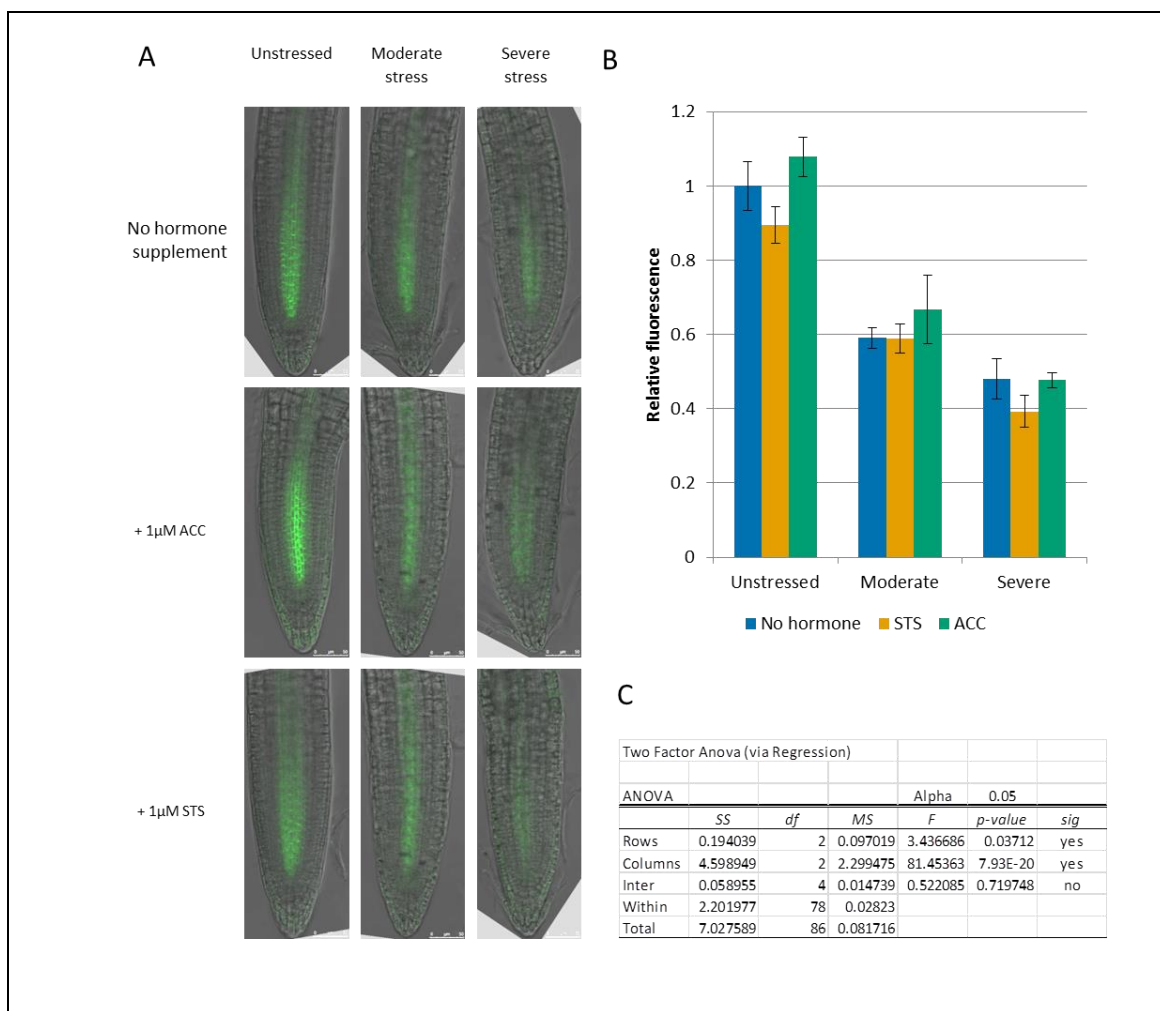 A
Unstressed
Moderate
stress
Severe
stress
No hormone
supplement
+ 1µM ACC
+ 1µM STS
B
1.2
1
0.8
0.6
0.4
0.2
0
Relative fluorescence
Unstressed Moderate Severe
No hormone STS ACC
C
Two Factor Anova (via Regression)
ANOVA Alpha 0.05
SS df MS F p-value sig
Rows 0.194039 2 0.097019 3.436686 0.03712 yes
Columns 4.598949 2 2.299475 81.45363 7.93E-20 yes
Inter 0.058955 4 0.014739 0.522085 0.719748 no
Within 2.201977 78 0.02823
Total 7.027589 86 0.081716